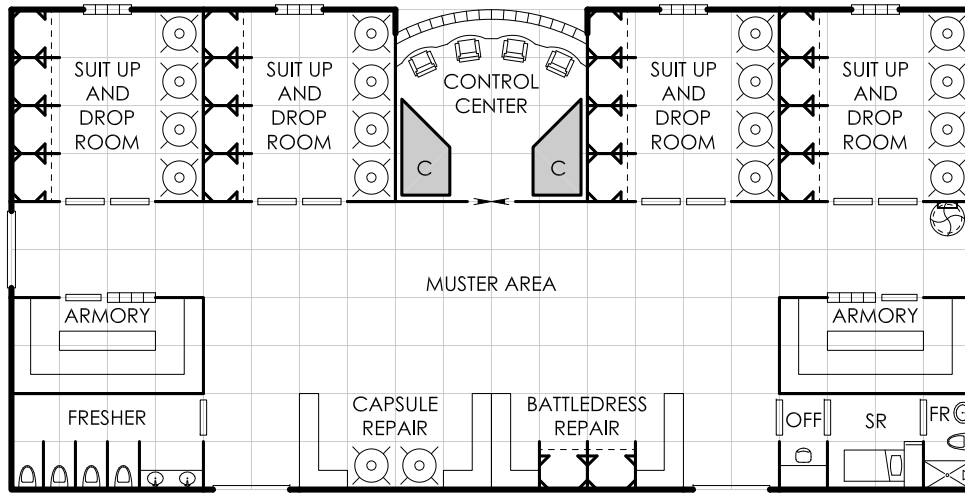 SUIT UP
AND
DROP
ROOM
SUIT UP
AND
DROP
ROOM
CONTROL
CENTER
C
C
SUIT UP
AND
DROP
ROOM
SUIT UP
AND
DROP
ROOM
MUSTER AREA
ARMORY
ARMORY
FRESHER
CAPSULE
REPAIR
BATTLEDRESS
REPAIR
OFF
SR
FR